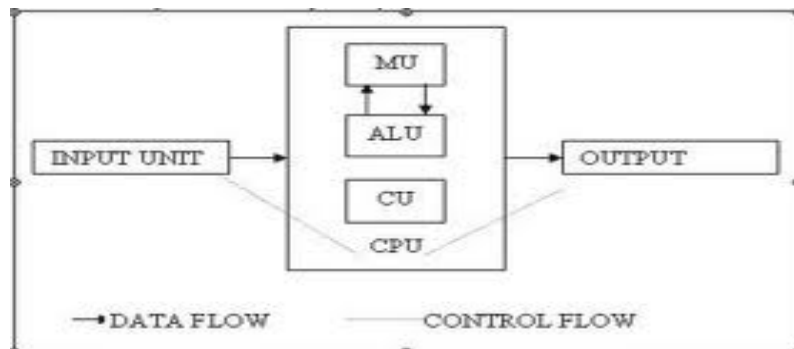 MU
ALU
INPUT UNIT
OUTPUT
CU
CPU
DATA FLOW
CONTROL FLOW